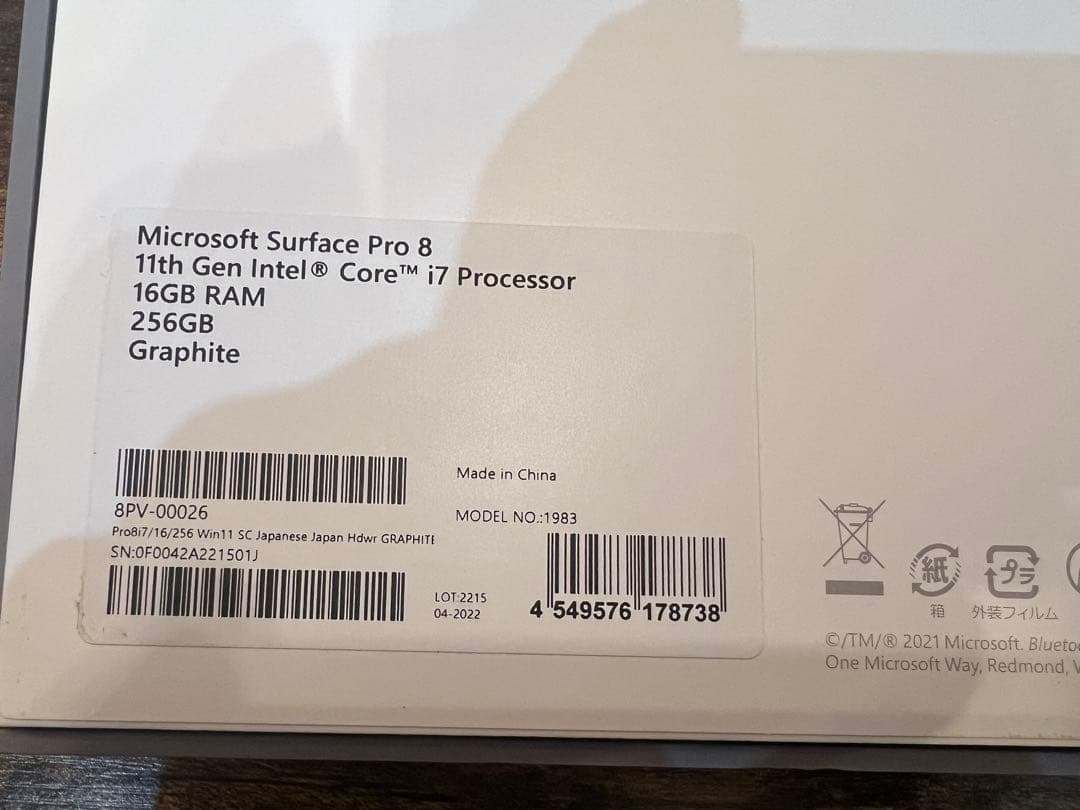 Microsoft Surface Pro 8
11th Gen Intel® Core™ i7 Processor
16GB RAM
256GB
Graphite
8PV-00026
Pro8i7/16/256 Win11 SC Japanese Japan Hdwr GRAPHITE
SN:0F0042A221501J
Made in China
MODEL NO.:1983
LOT:2215
04-2022
4 549576 178738
紙
箱
プラ
外装フィルム
©/TM/® 2021 Microsoft.
One Microsoft Way, Redmond,